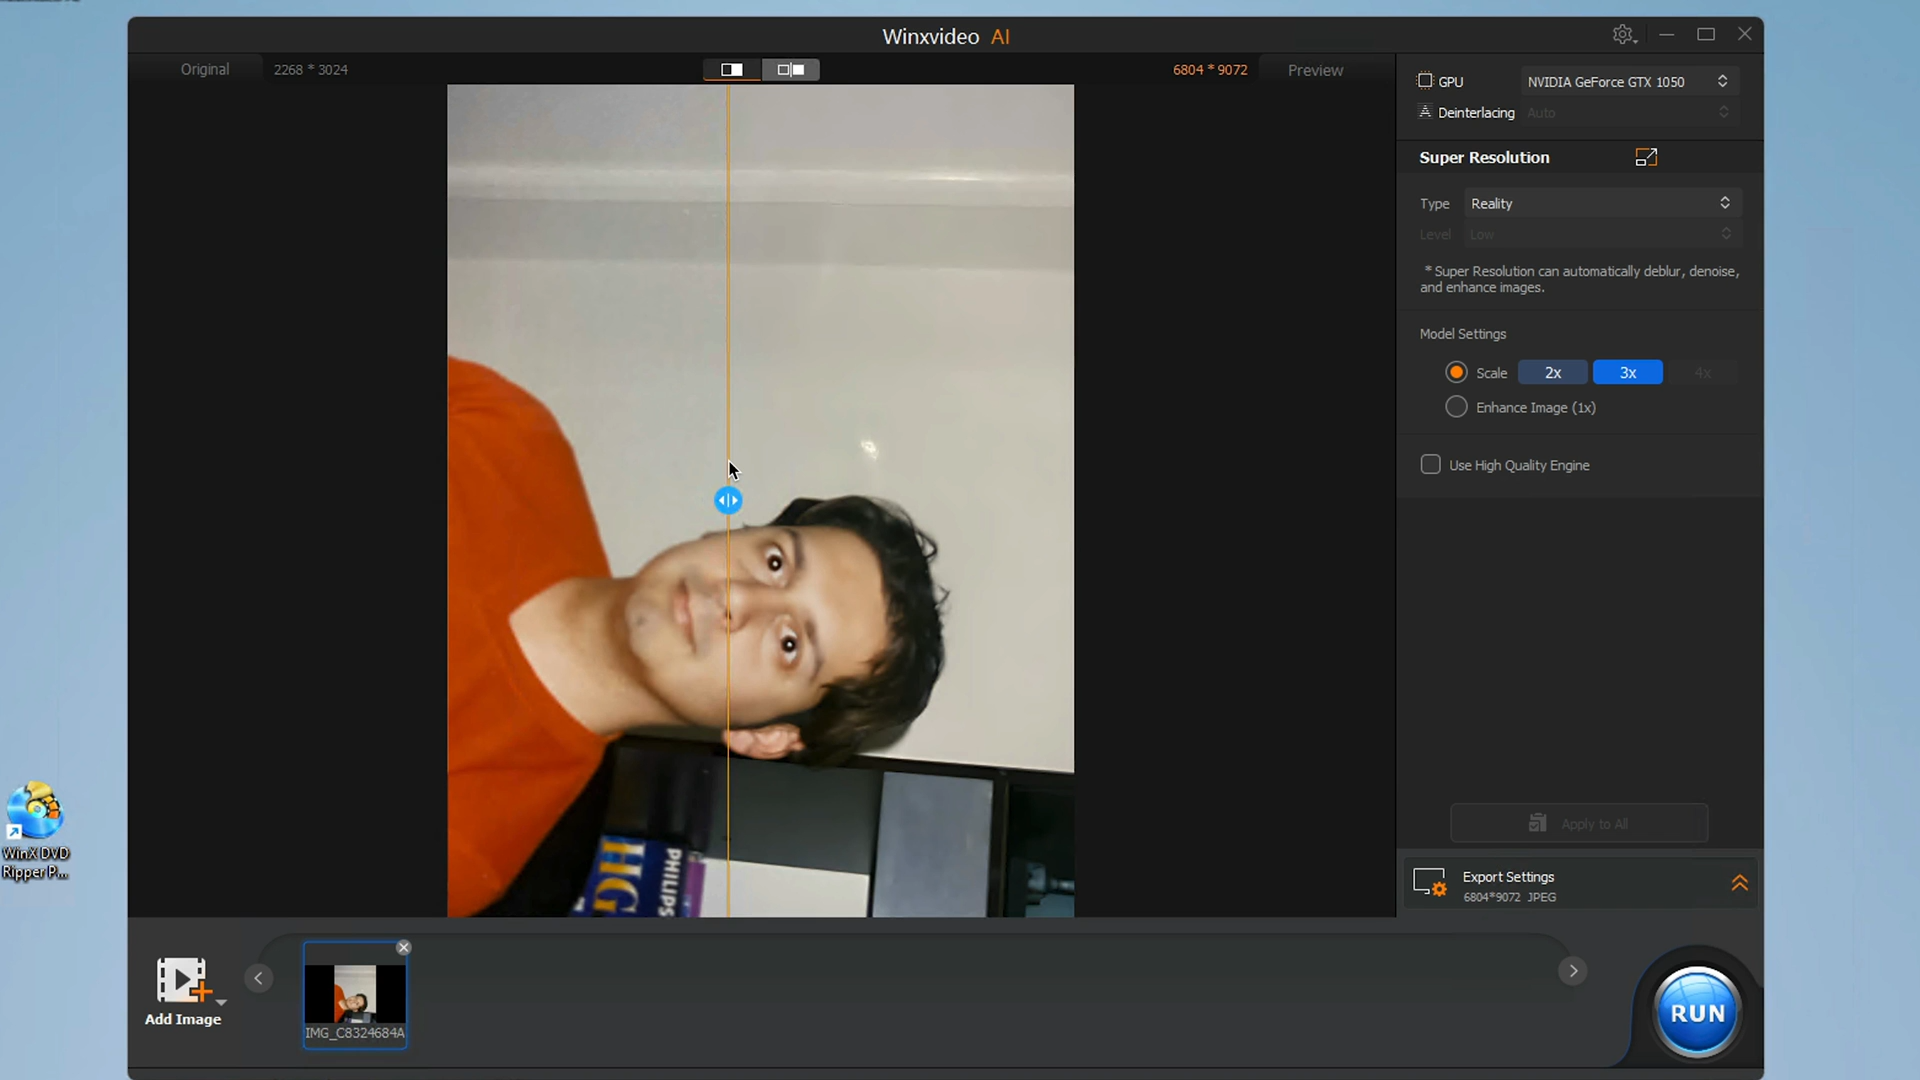 Winxvideo AI
Original
2268 * 3024
6804 * 9072
Preview
GPU
NVIDIA GeForce GTX 1050
Deinterlacing
Auto
Super Resolution
Type
Reality
Level
Low
* Super Resolution can automatically deblur, denoise,
and enhance images.
Model Settings
Scale
2x
3x
4x
Enhance Image (1x)
Use High Quality Engine
Apply to All
Export Settings
6804*9072 JPEG
HG
PHILIPS
WinX DVD
Ripper P...
Add Image
IMG_C8324684A
RUN